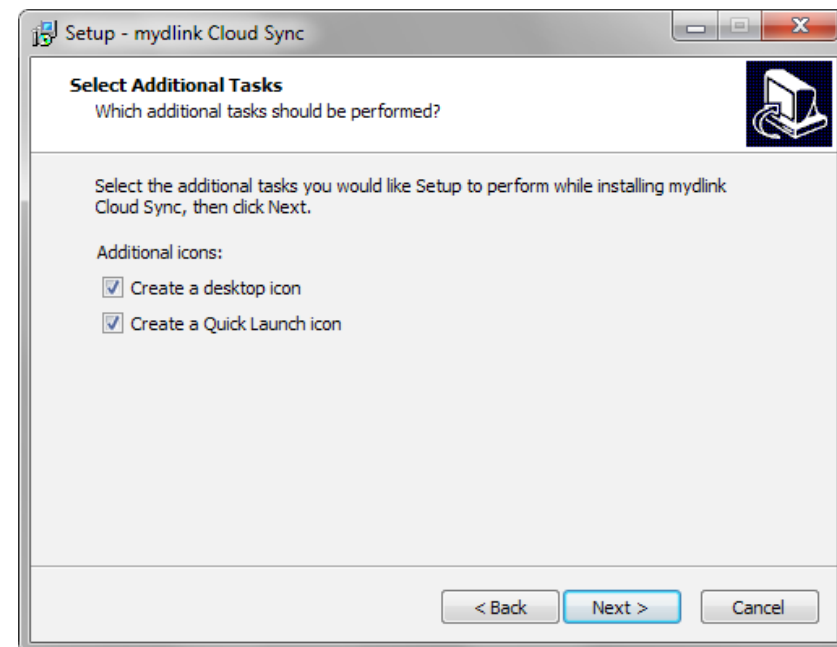 Setup - mydlink Cloud Sync
Select Additional Tasks
Which additional tasks should be performed?
Select the additional tasks you would like Setup to perform while installing mydlink
Cloud Sync, then click Next.
Additional icons:
Create a desktop icon
Create a Quick Launch icon
< Back Next > Cancel